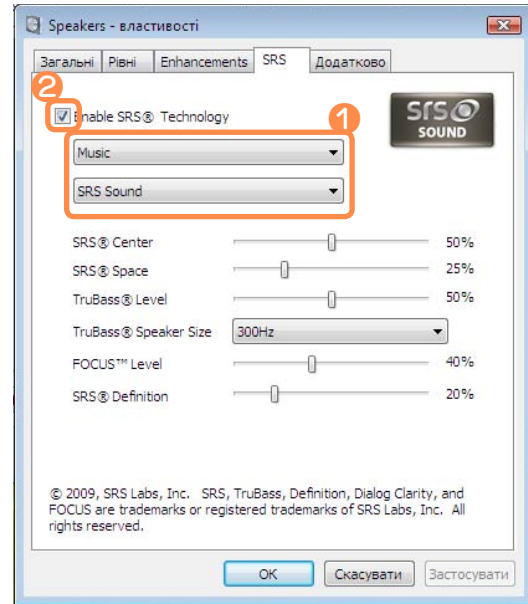 Speakers - властивості
Загальні Рівні Enhancements SRS Додатково
2
Enable SRS® Technology
1
SRS
SOUND
Music
SRS Sound
SRS® Center 50%
SRS® Space 25%
TruBass® Level 50%
TruBass® Speaker Size 300Hz
FOCUS™ Level 40%
SRS® Definition 20%
© 2009, SRS Labs, Inc. SRS, TruBass, Definition, Dialog Clarity, and
FOCUS are trademarks or registered trademarks of SRS Labs, Inc. All
rights reserved.
ОК Скасувати Застосувати